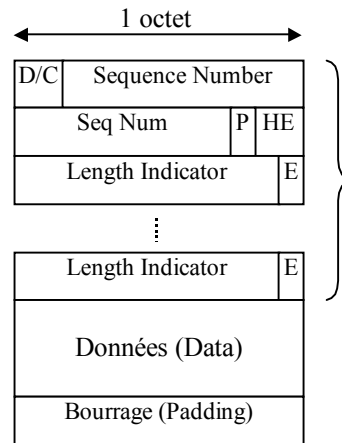 1 octet
D/C Sequence Number
Seq Num P HE
Length Indicator E
Length Indicator E
Données (Data)
Bourrage (Padding)